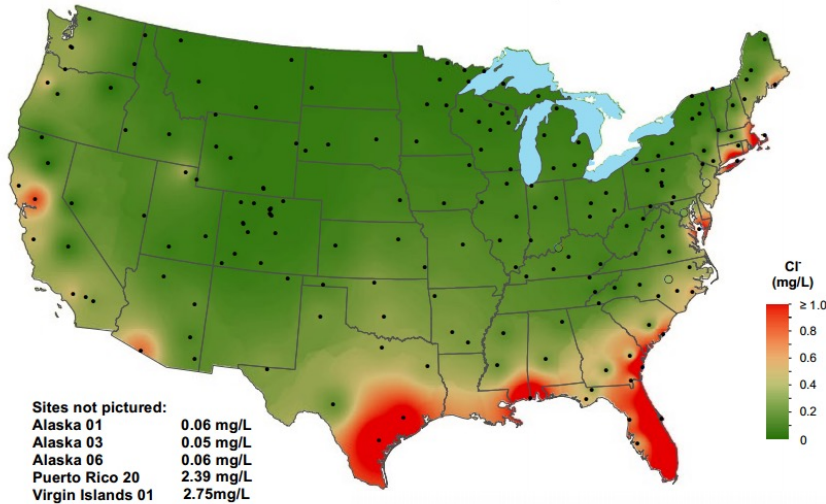 Cl⁻
(mg/L)
≥ 1.0
0.8
0.6
0.4
0.2
0
Sites not pictured:
Alaska 01 0.06 mg/L
Alaska 03 0.05 mg/L
Alaska 06 0.06 mg/L
Puerto Rico 20 2.39 mg/L
Virgin Islands 01 2.75mg/L